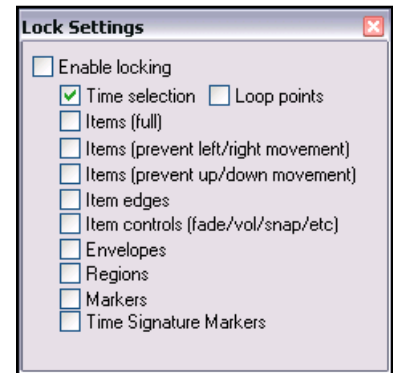 Lock Settings
Enable locking
Time selection Loop points
Items (full)
Items (prevent left/right movement)
Items (prevent up/down movement)
Item edges
Item controls (fade/vol/snap/etc)
Envelopes
Regions
Markers
Time Signature Markers